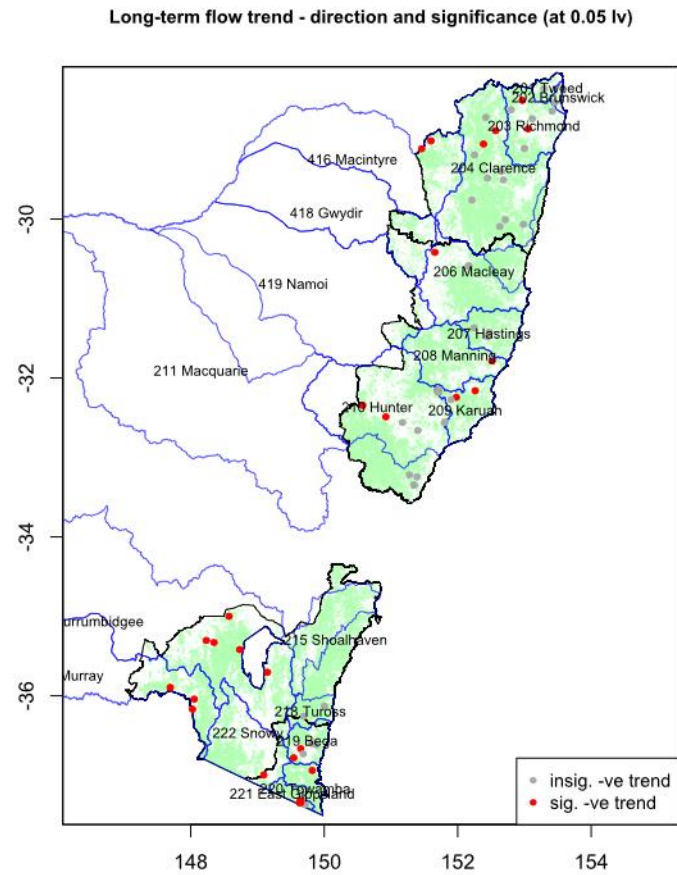 Long-term flow trend - direction and significance (at 0.05 lv)
201 Tweed
202 Brunswick
203 Richmond
416 Macintyre
204 Clarence
418 Gwydir
-30
206 Macleay
419 Namoi
207 Hastings
208 Manning
211 Macquarie
-32
210 Hunter
209 Karuah
-34
urrumbidgee
215 Shoalhaven
Murray
-36
218 Tuross
222 Snowy
219 Bega
220 Towamba
221 East Gippsland
insig. -ve trend
sig. -ve trend
148
150
152
154